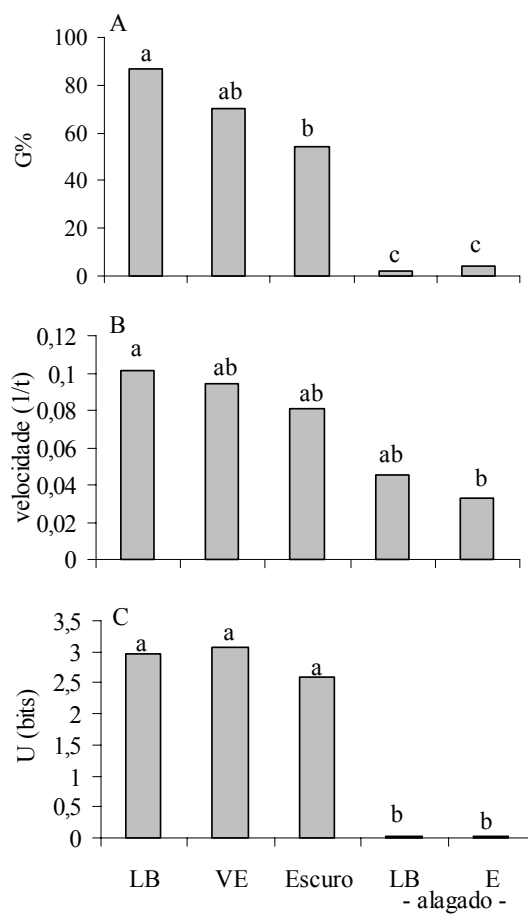 A
100
80
60
40
20
0
G%
a
ab
b
c
c
B
0,12
0,1
0,08
0,06
0,04
0,02
0
velocidade (1/t)
a
ab
ab
ab
b
C
3,5
3
2,5
2
1,5
1
0,5
0
U (bits)
a
a
a
b
b
LB VE Escuro LB E
- alagado -